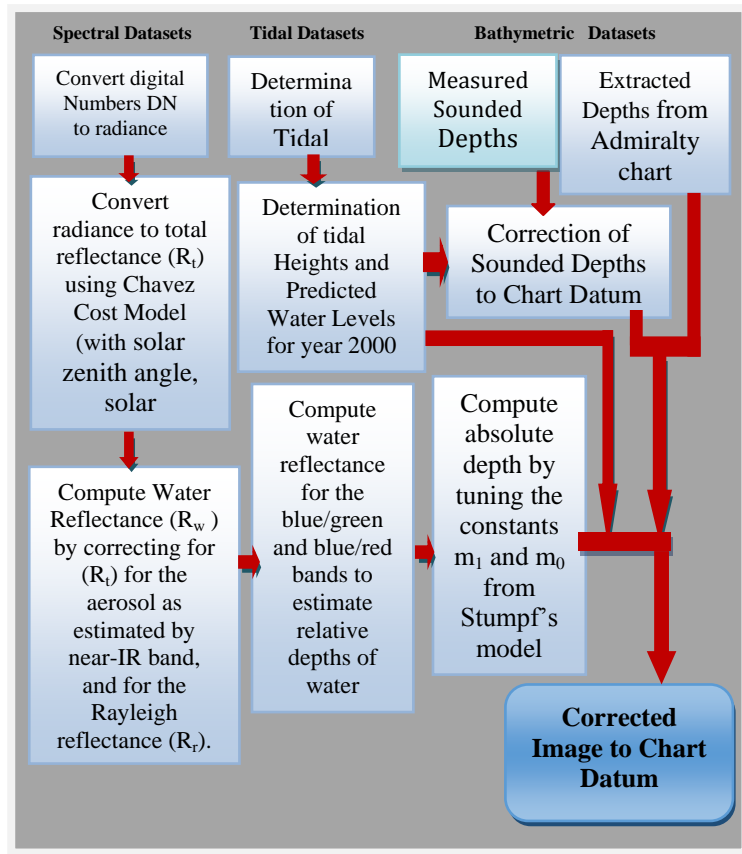 Spectral Datasets
Tidal Datasets
Bathymetric Datasets
Convert digital
Numbers DN
to radiance
Determina
tion of
Tidal
Measured
Sounded
Depths
Extracted
Depths from
Admiralty
chart
Convert
radiance to total
reflectance (Rt)
using Chavez
Cost Model
(with solar
zenith angle,
solar
Determination
of tidal
Heights and
Predicted
Water Levels
for year 2000
Correction of
Sounded Depths
to Chart Datum
Compute Water
Reflectance (Rw )
by correcting for
(Rt) for the
aerosol as
estimated by
near-IR band,
and for the
Rayleigh
reflectance (Rr).
Compute
water
reflectance
for the
blue/green
and blue/red
bands to
estimate
relative
depths of
water
Compute
absolute
depth by
tuning the
constants
m1 and m0
from
Stumpf's
model
Corrected
Image to Chart
Datum